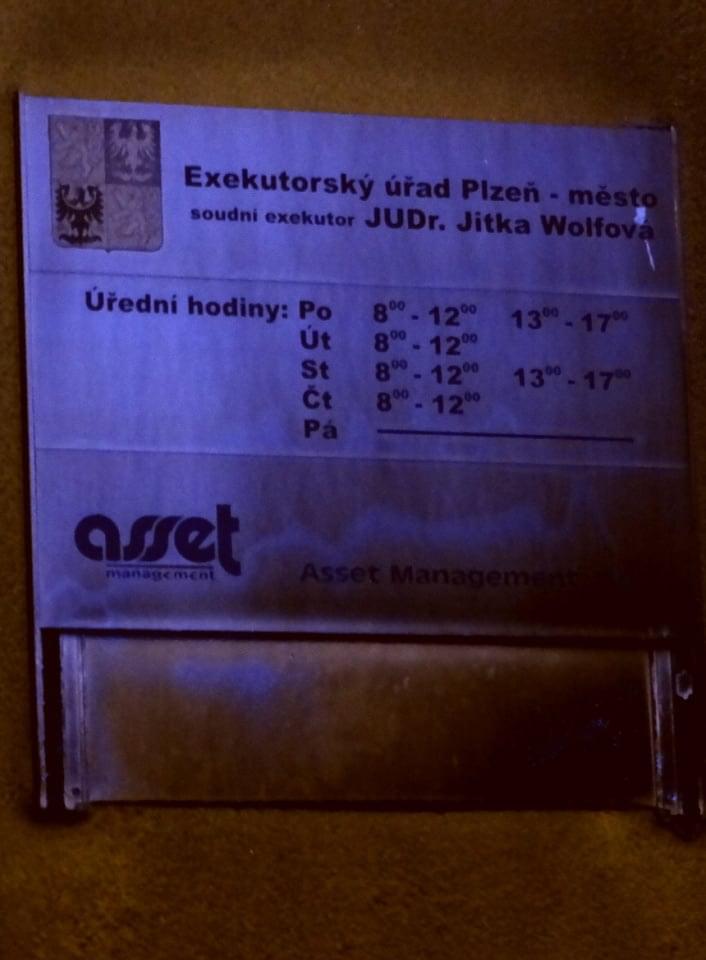 Exekutorský úřad Plzeň - město
soudní exekutor JUDr. Jitka Wolfová
Úřední hodiny: Po 8⁰⁰ - 12⁰⁰ 13⁰⁰ - 17⁰⁰
Út 8⁰⁰ - 12⁰⁰
St 8⁰⁰ - 12⁰⁰ 13⁰⁰ - 17⁰⁰
Čt 8⁰⁰ - 12⁰⁰
Pá
asset
management
Asset Management